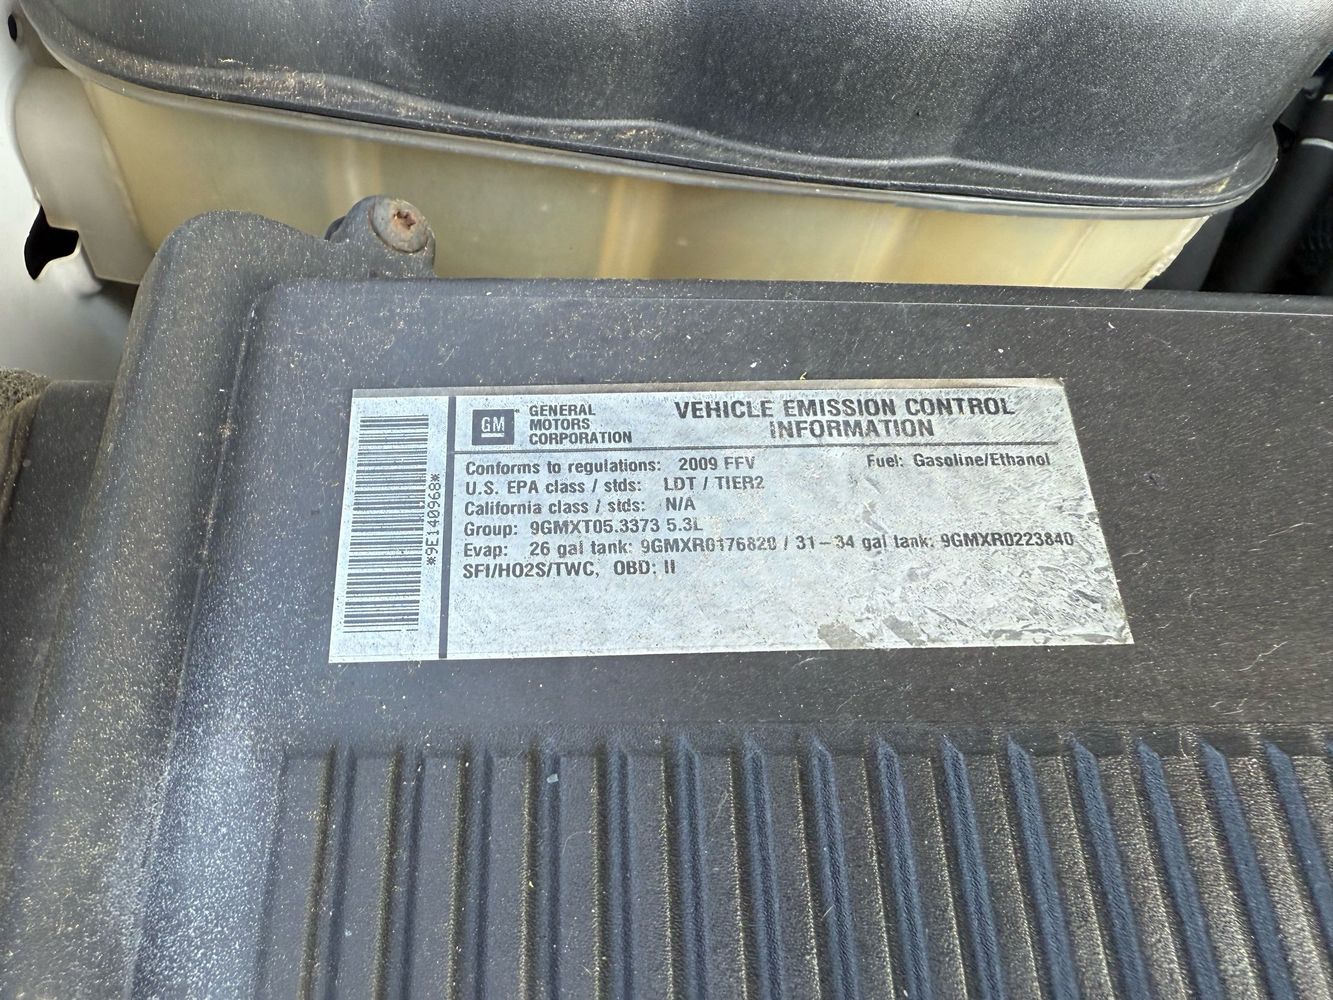 GM
GENERAL
MOTORS
CORPORATION
VEHICLE EMISSION CONTROL
INFORMATION
Conforms to regulations: 2009 FFV
Fuel: Gasoline/Ethanol
U.S. EPA class / stds: LDT / TIER2
California class / stds: N/A
Group: 9GMXT05.3373 5.3L
Evap: 26 gal tank: 9GMXR0176820 / 31-34 gal tank: 9GMXR0223840
SFI/HO2S/TWC, OBD: II
*9E140968*